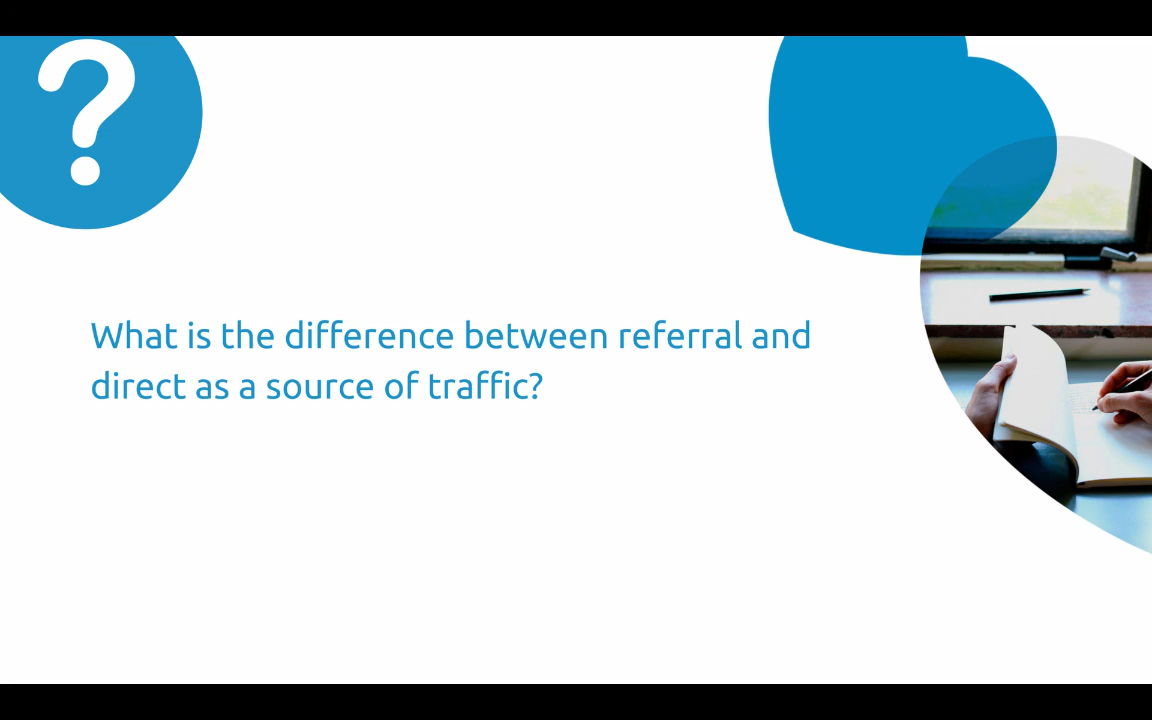 ?
What is the difference between referral and
direct as a source of traffic?